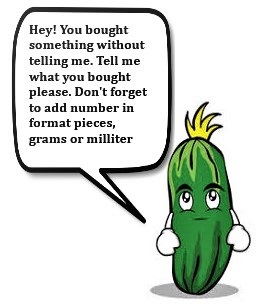 Hey! You bought
something without
telling me. Tell me
what you bought
please. Don't forget
to add number in
format pieces,
grams or milliter